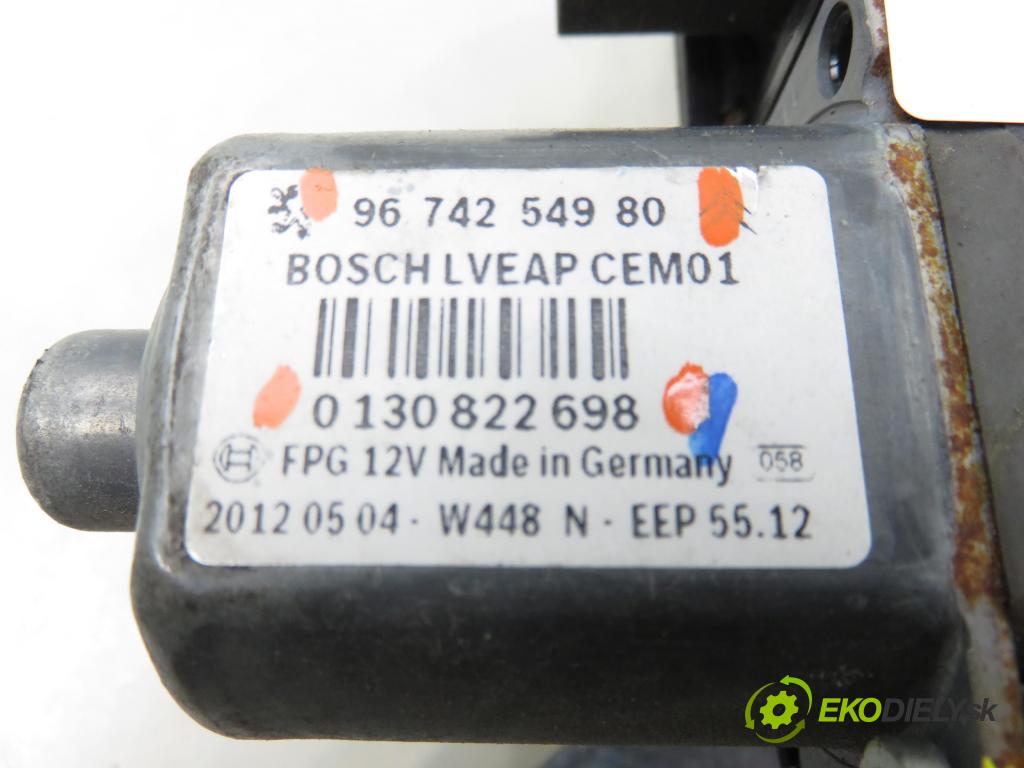 96 742 549 80
BOSCH LVEAP CEM01
0 130 822 698
FPG 12V Made in Germany 058
2012 05 04 - W448 N - EEP 55.12
EKODIELY.sk